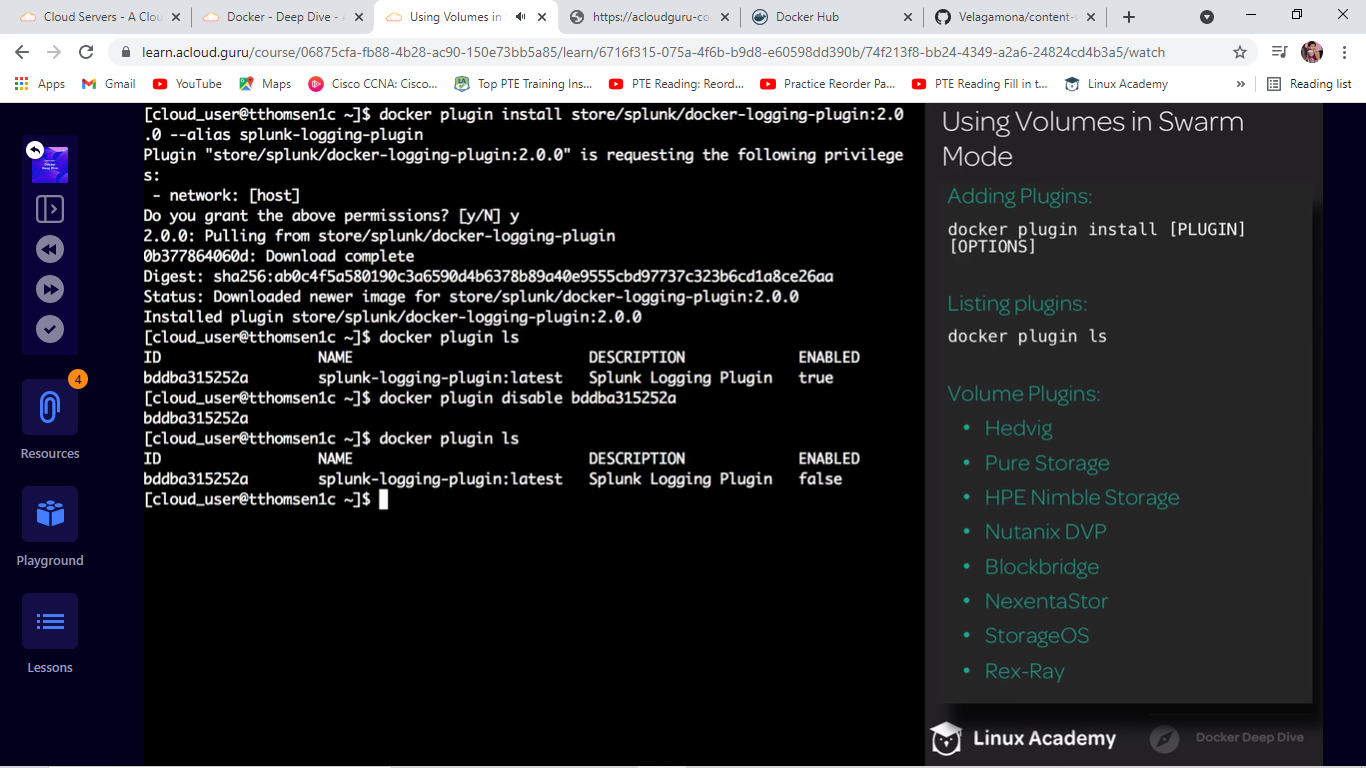 Cloud Servers - A Clou
Docker - Deep Dive - A
Using Volumes in S
https://acloudguru-co
Docker Hub
Velagamona/content-
learn.acloud.guru/course/06875cfa-fb88-4b28-ac90-150e73bb5a85/learn/6716f315-075a-4f6b-b9d8-e60598dd390b/74f213f8-bb24-4349-a2a6-24824cd4b3a5/watch
Apps
Gmail
YouTube
Maps
Cisco CCNA: Cisco...
Top PTE Training Ins...
PTE Reading: Reord...
Practice Reorder Pa...
PTE Reading Fill in t...
Linux Academy
»
Reading list
4
Resources
Playground
Lessons
[cloud_user@tthomsen1c ~]$ docker plugin install store/splunk/docker-logging-plugin:2.0
.0 --alias splunk-logging-plugin
Plugin "store/splunk/docker-logging-plugin:2.0.0" is requesting the following privilege
s:
- network: [host]
Do you grant the above permissions? [y/N] y
2.0.0: Pulling from store/splunk/docker-logging-plugin
0b377864060d: Download complete
Digest: sha256:ab0c4f5a580190c3a6590d4b6378b89a40e9555cbd97737c323b6cd1a8ce26aa
Status: Downloaded newer image for store/splunk/docker-logging-plugin:2.0.0
Installed plugin store/splunk/docker-logging-plugin:2.0.0
[cloud_user@tthomsen1c ~]$ docker plugin ls
ID NAME DESCRIPTION ENABLED
bddba315252a splunk-logging-plugin:latest Splunk Logging Plugin true
[cloud_user@tthomsen1c ~]$ docker plugin disable bddba315252a
bddba315252a
[cloud_user@tthomsen1c ~]$ docker plugin ls
ID NAME DESCRIPTION ENABLED
bddba315252a splunk-logging-plugin:latest Splunk Logging Plugin false
[cloud_user@tthomsen1c ~]$
Using Volumes in Swarm
Mode
Adding Plugins:
docker plugin install [PLUGIN]
[OPTIONS]
Listing plugins:
docker plugin ls
Volume Plugins:
• Hedvig
• Pure Storage
• HPE Nimble Storage
• Nutanix DVP
• Blockbridge
• NexentaStor
• StorageOS
• Rex-Ray
Linux Academy
Docker Deep Dive